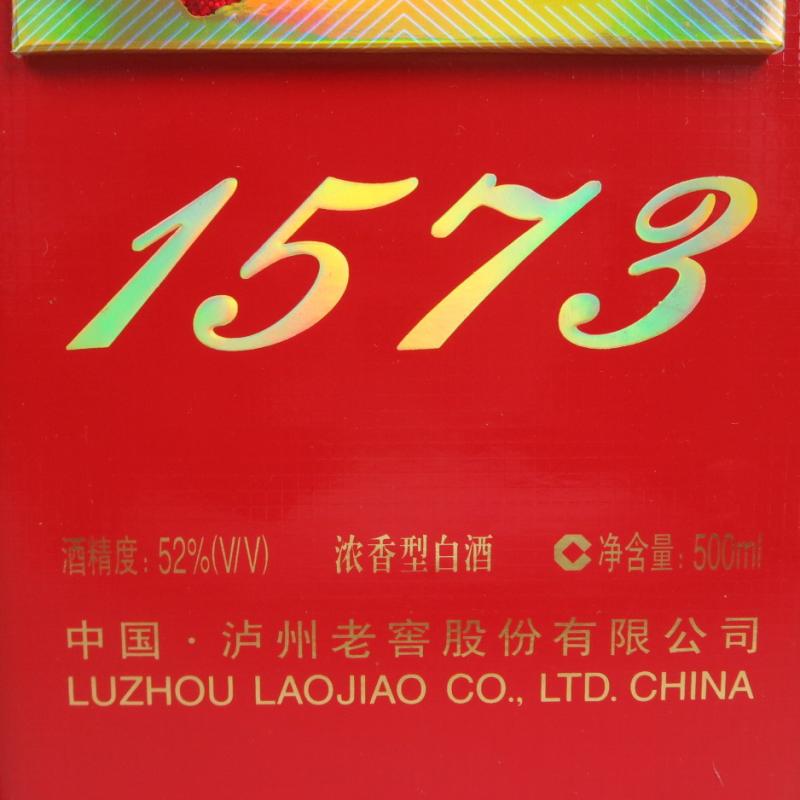 1573
酒精度：52%(V/V) 浓香型白酒 净含量：500ml
中国·泸州老窖股份有限公司
LUZHOU LAOJIAO CO., LTD. CHINA